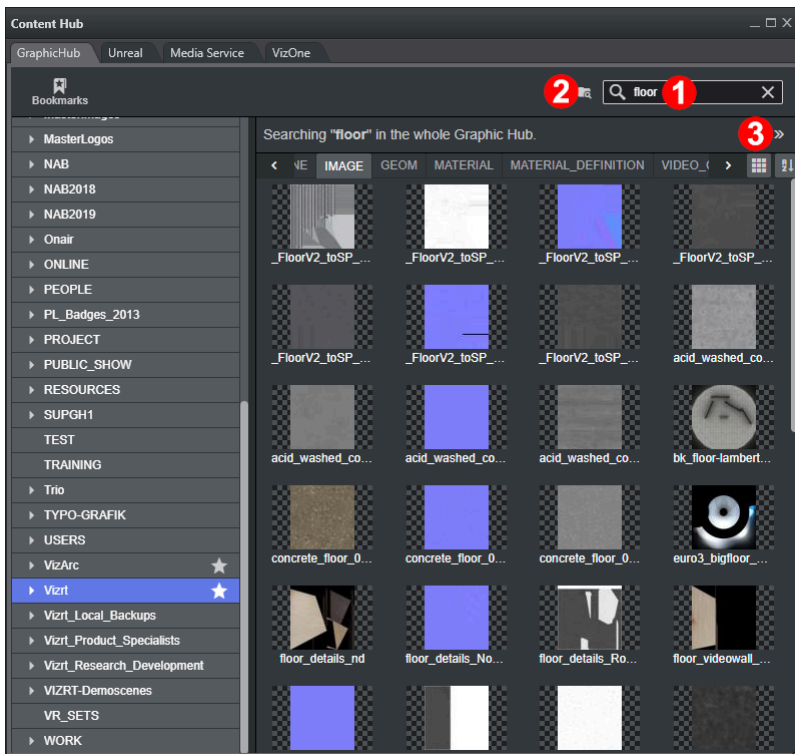 Content Hub
GraphicHub Unreal Media Service VizOne
Bookmarks
2 floor 1
MasterLogos
NAB
NAB2018
NAB2019
Onair
ONLINE
PEOPLE
PL_Badges_2013
PROJECT
PUBLIC_SHOW
RESOURCES
SUPGH1
TEST
TRAINING
Trio
TYPO-GRAFIK
USERS
VizArc
Vizrt
Vizrt_Local_Backups
Vizrt_Product_Specialists
Vizrt_Research_Development
VIZRT-Demoscenes
VR_SETS
WORK
Searching "floor" in the whole Graphic Hub. 3 »
IMAGE GEOM MATERIAL MATERIAL_DEFINITION
_FloorV2_toSP_... _FloorV2_toSP_... _FloorV2_toSP_... _FloorV2_toSP_...
_FloorV2_toSP_... _FloorV2_toSP_... _FloorV2_toSP_... acid_washed_co...
acid_washed_co... acid_washed_co... acid_washed_co... bk_floor-lambert...
concrete_floor_0... concrete_floor_0... concrete_floor_0... euro3_bigfloor_...
floor_details_nd floor_details_No... floor_details_Ro... floor_videowall_...